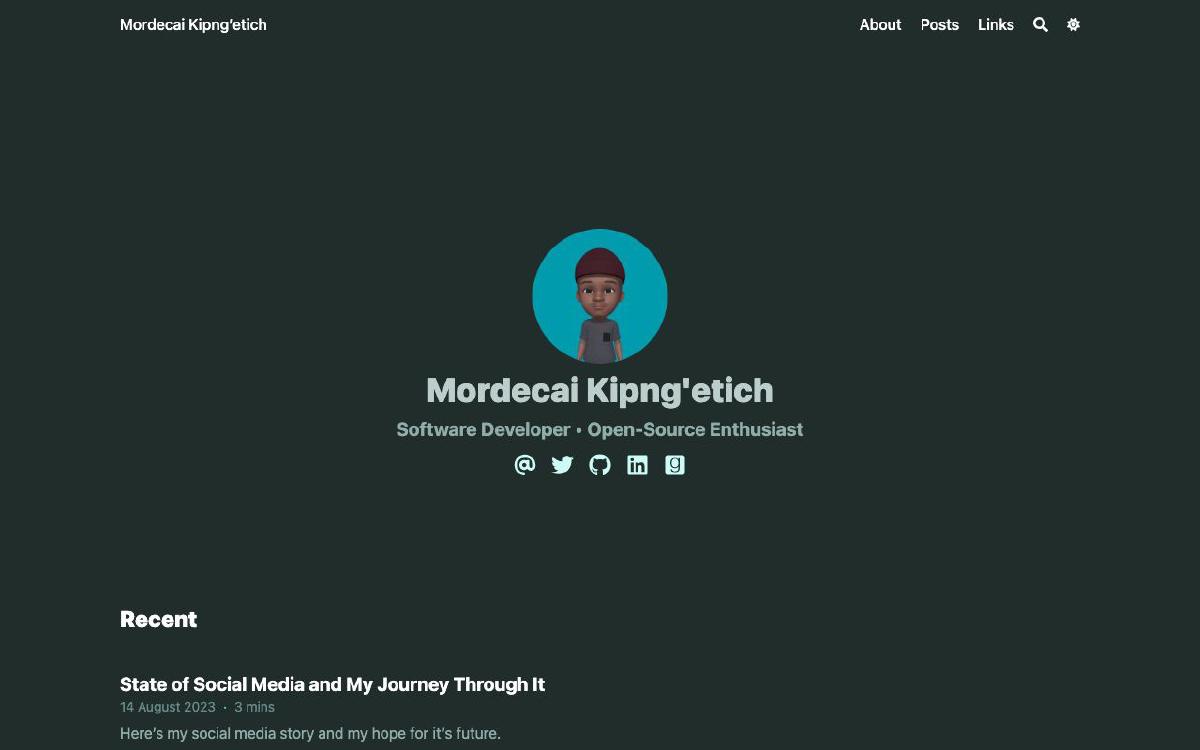 Mordecai Kipng'etich
About Posts Links
Mordecai Kipng'etich
Software Developer • Open-Source Enthusiast
Recent
State of Social Media and My Journey Through It
14 August 2023 · 3 mins
Here's my social media story and my hope for it's future.